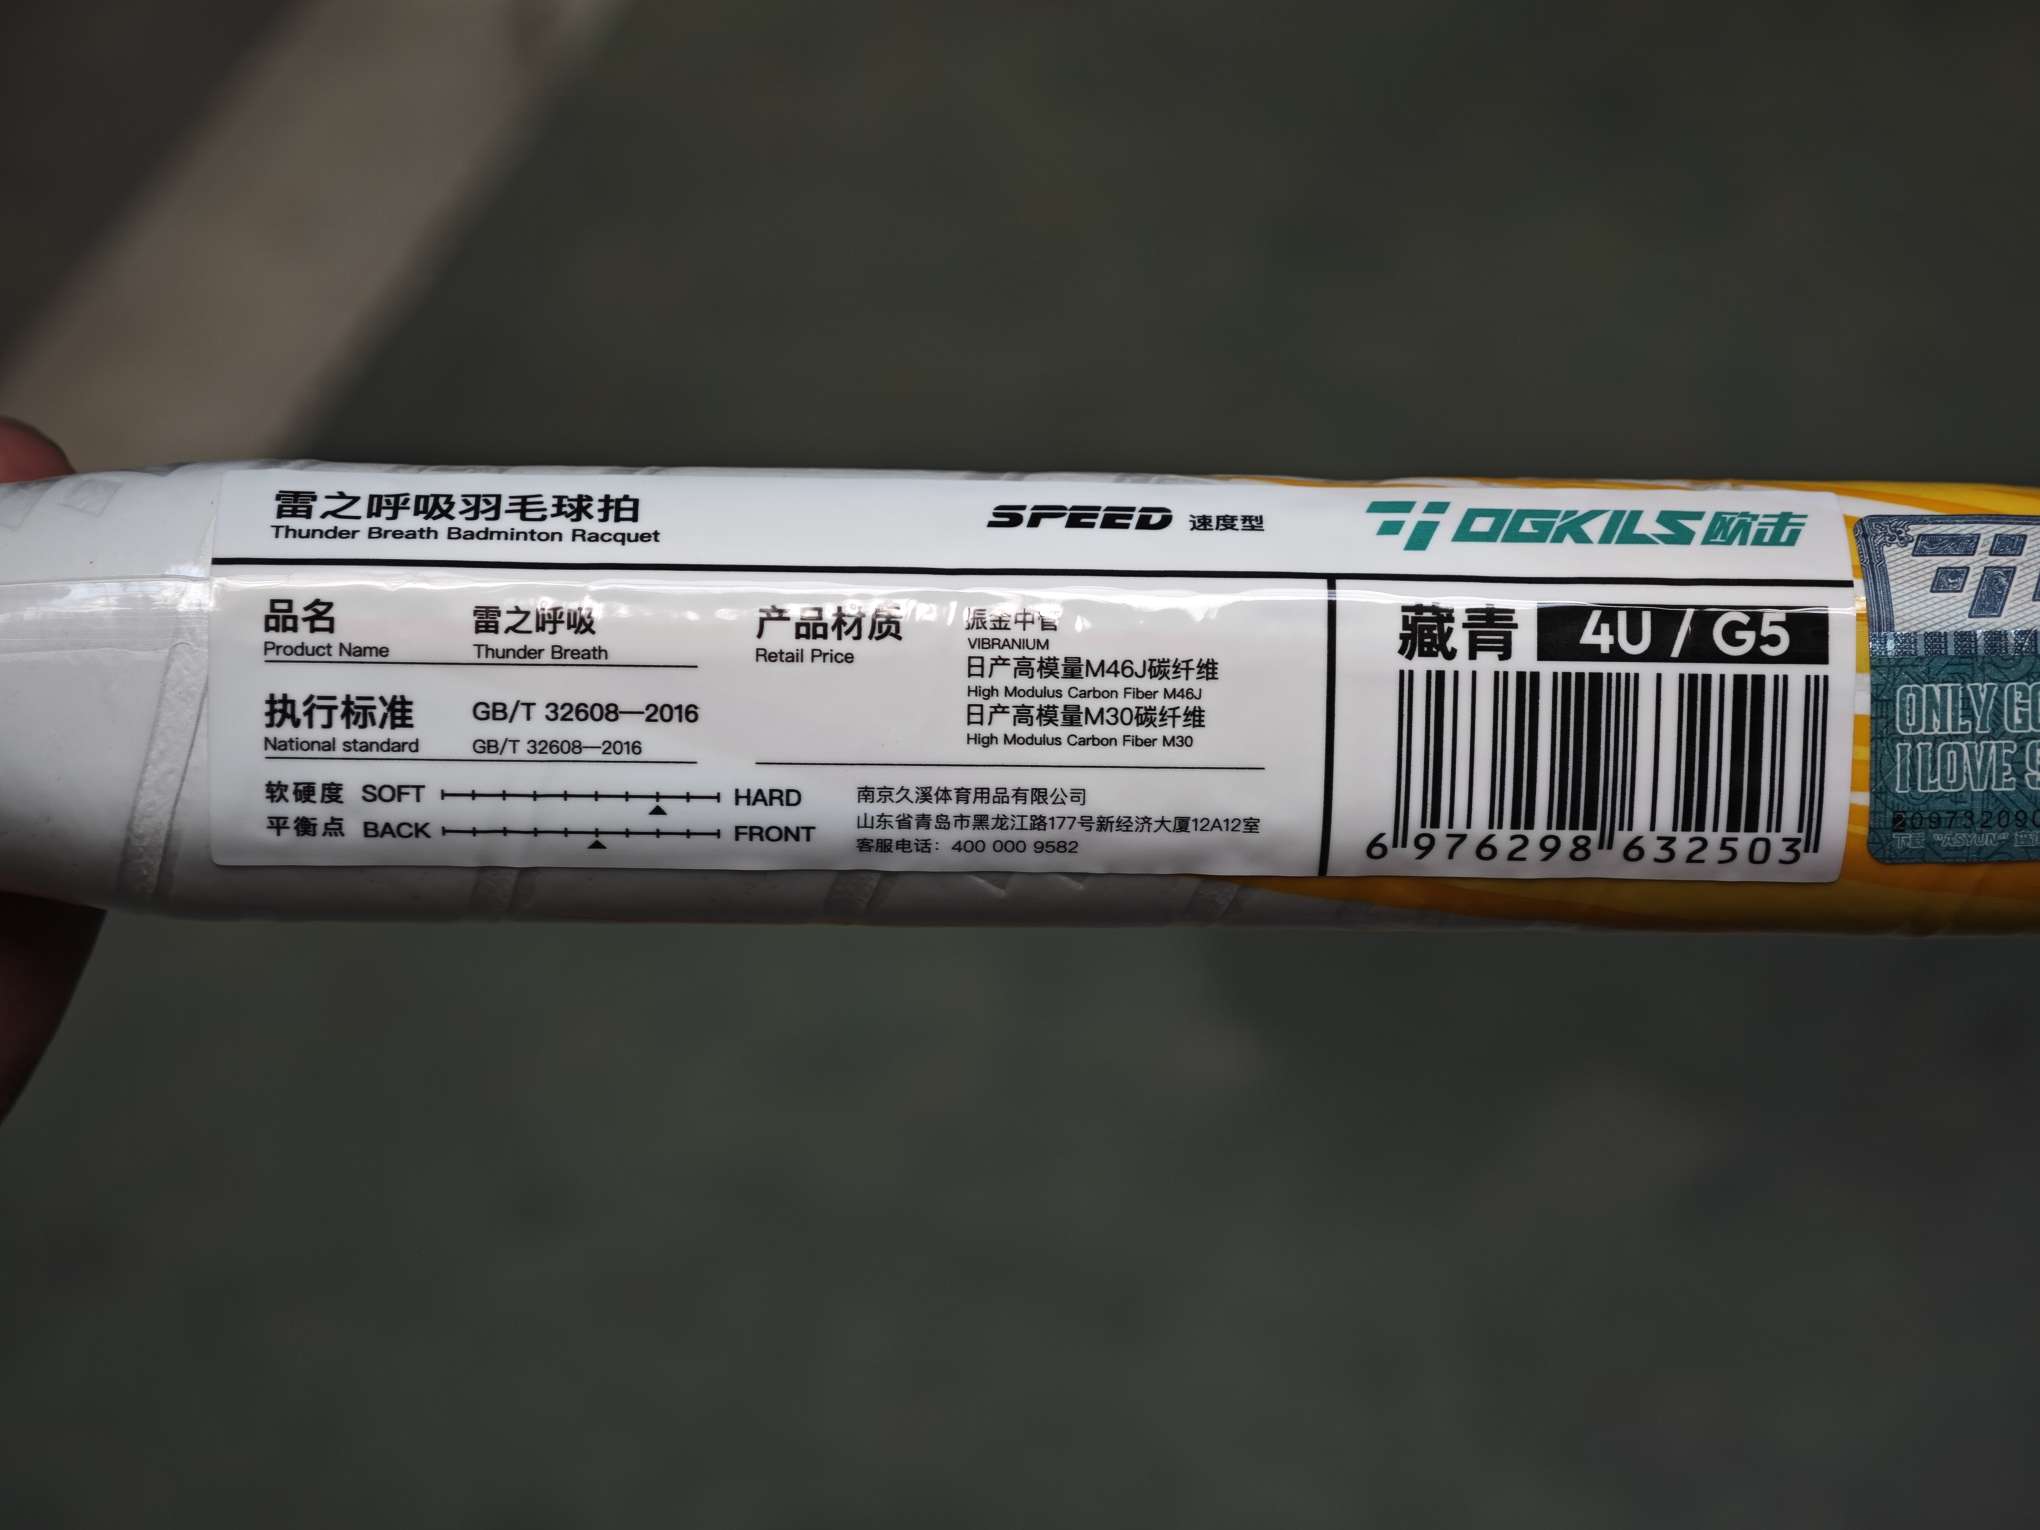 雷之呼吸羽毛球拍
Thunder Breath Badminton Racquet
SPEED 速度型
OGKILS欧击
品名 雷之呼吸
Product Name Thunder Breath
执行标准 GB/T 32608—2016
National standard GB/T 32608—2016
产品材质
Retail Price
振金中管
VIBRANIUM
日产高模量M46J碳纤维
High Modulus Carbon Fiber M46J
日产高模量M30碳纤维
High Modulus Carbon Fiber M30
软硬度 SOFT HARD
平衡点 BACK FRONT
南京久溪体育用品有限公司
山东省青岛市黑龙江路177号新经济大厦12A12室
客服电话：400 000 9582
藏青 4U / G5
6 976298 632503
ONLY
I LOVE
"ASYUN"